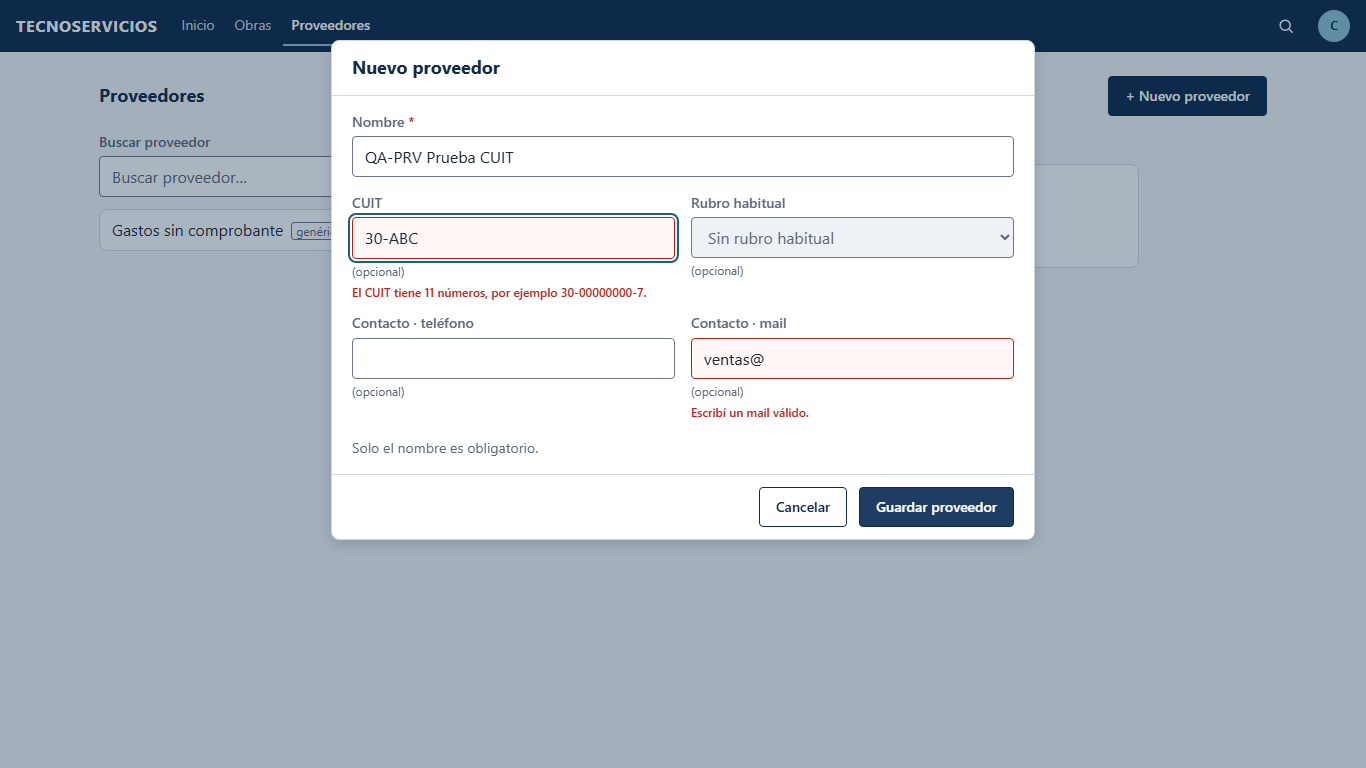 TECNOSERVICIOS Inicio Obras Proveedores C
Nuevo proveedor
Proveedores
+ Nuevo proveedor
Buscar proveedor
Buscar proveedor...
Gastos sin comprobante
Nombre *
QA-PRV Prueba CUIT
CUIT
30-ABC
(opcional)
El CUIT tiene 11 números, por ejemplo 30-00000000-7.
Rubro habitual
Sin rubro habitual
(opcional)
Contacto · teléfono
(opcional)
Contacto · mail
ventas@
(opcional)
Escribí un mail válido.
Solo el nombre es obligatorio.
Cancelar
Guardar proveedor